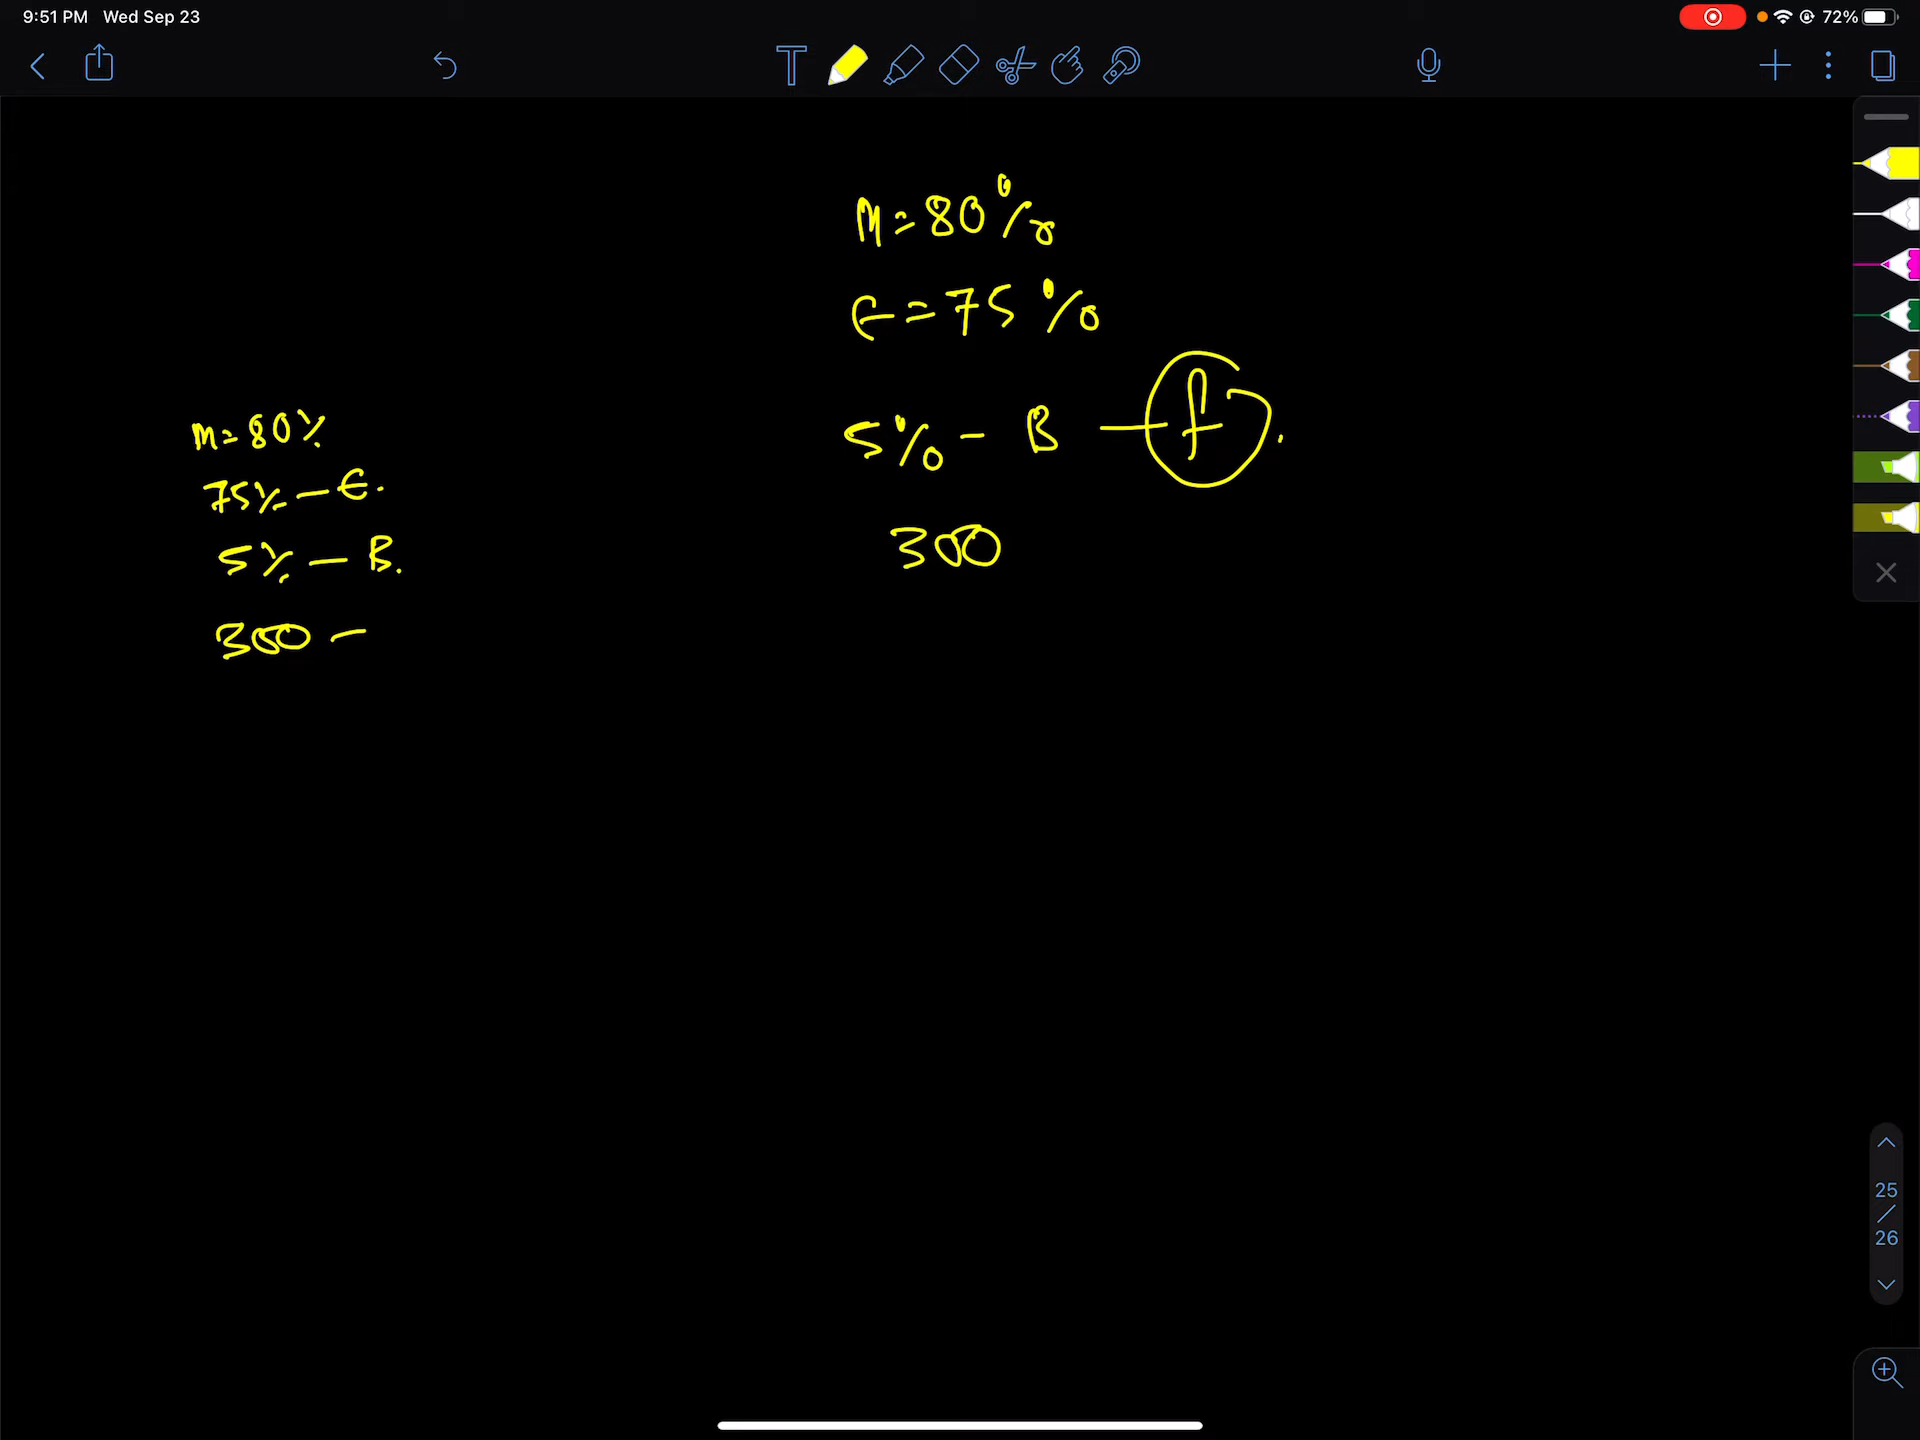 9:51 PM Wed Sep 23
72%
M=80%
E=75%
5%- B - f.
300
M=80%
75% - E.
5% - B.
300 -
25
/
26